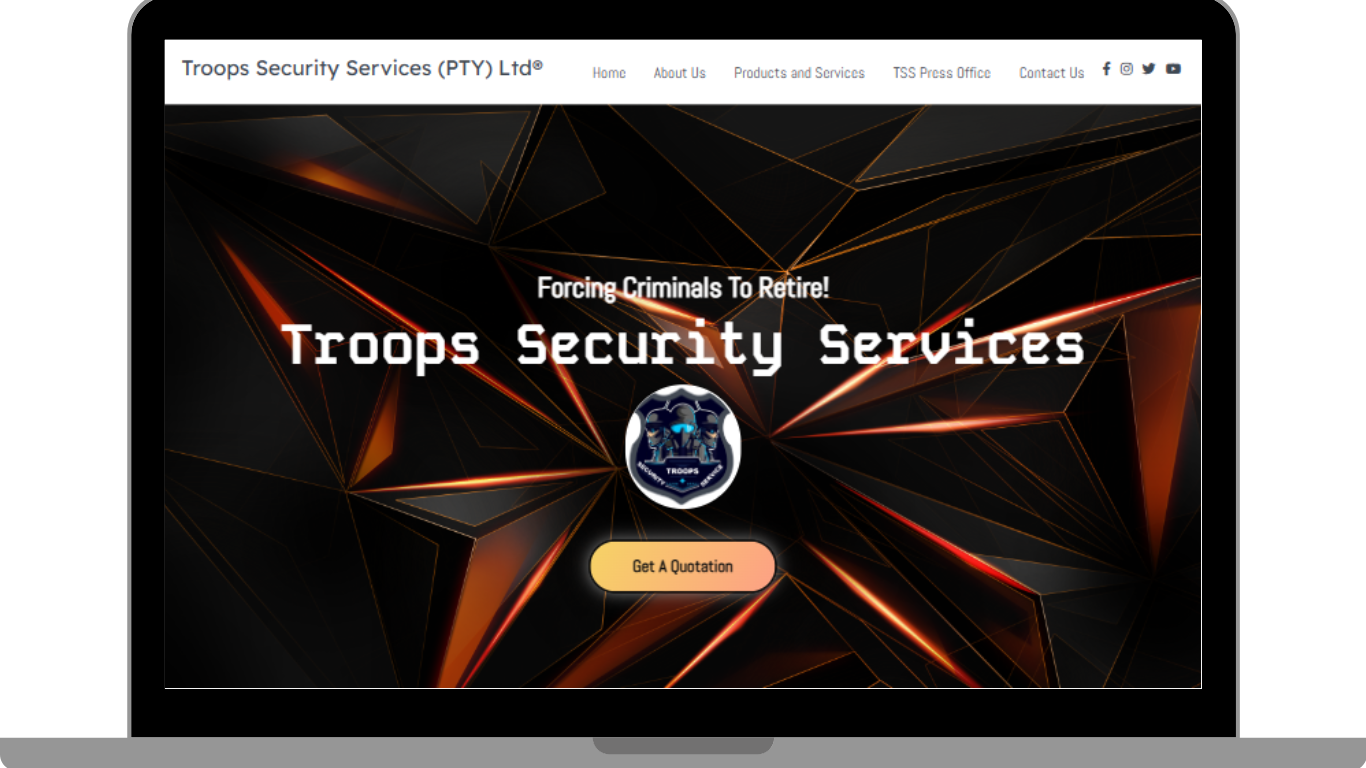 Troops Security Services (PTY) Ltd®
Home About Us Products and Services TSS Press Office Contact Us
Forcing Criminals To Retire!
Troops Security Services
TROOPS
SECURITY SERVICE
Get A Quotation